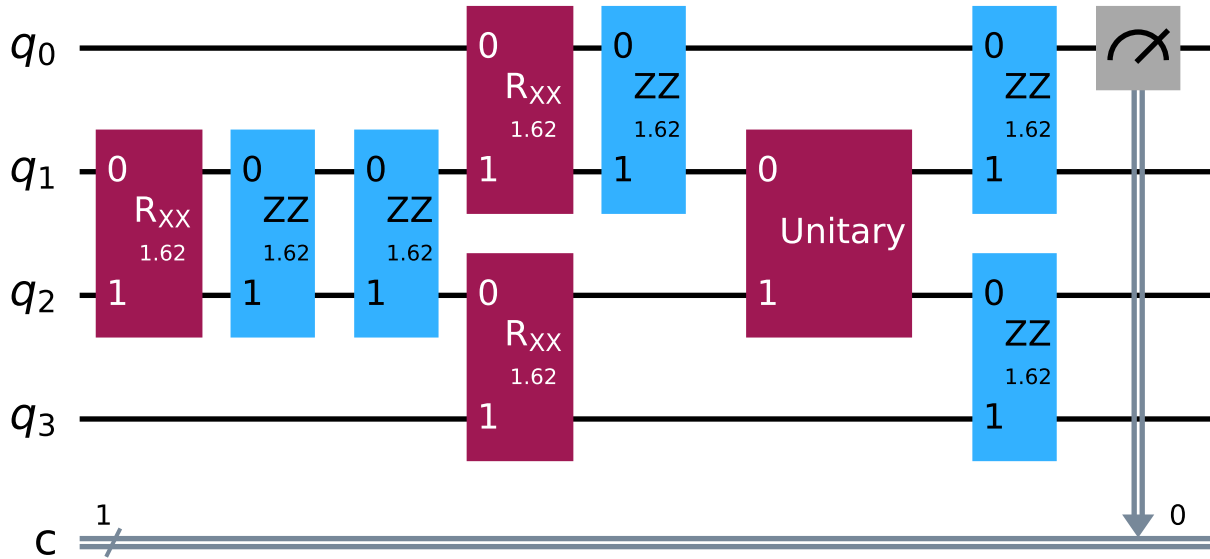 q0 0 0 0
RXX ZZ ZZ
1.62 1.62 1.62
q1 0 0 0 1 1 0 1
RXX ZZ ZZ Unitary
1.62 1.62 1.62
q2 1 1 1 0 1 0
RXX ZZ
1.62 1.62
q3 1 1
1 0
c